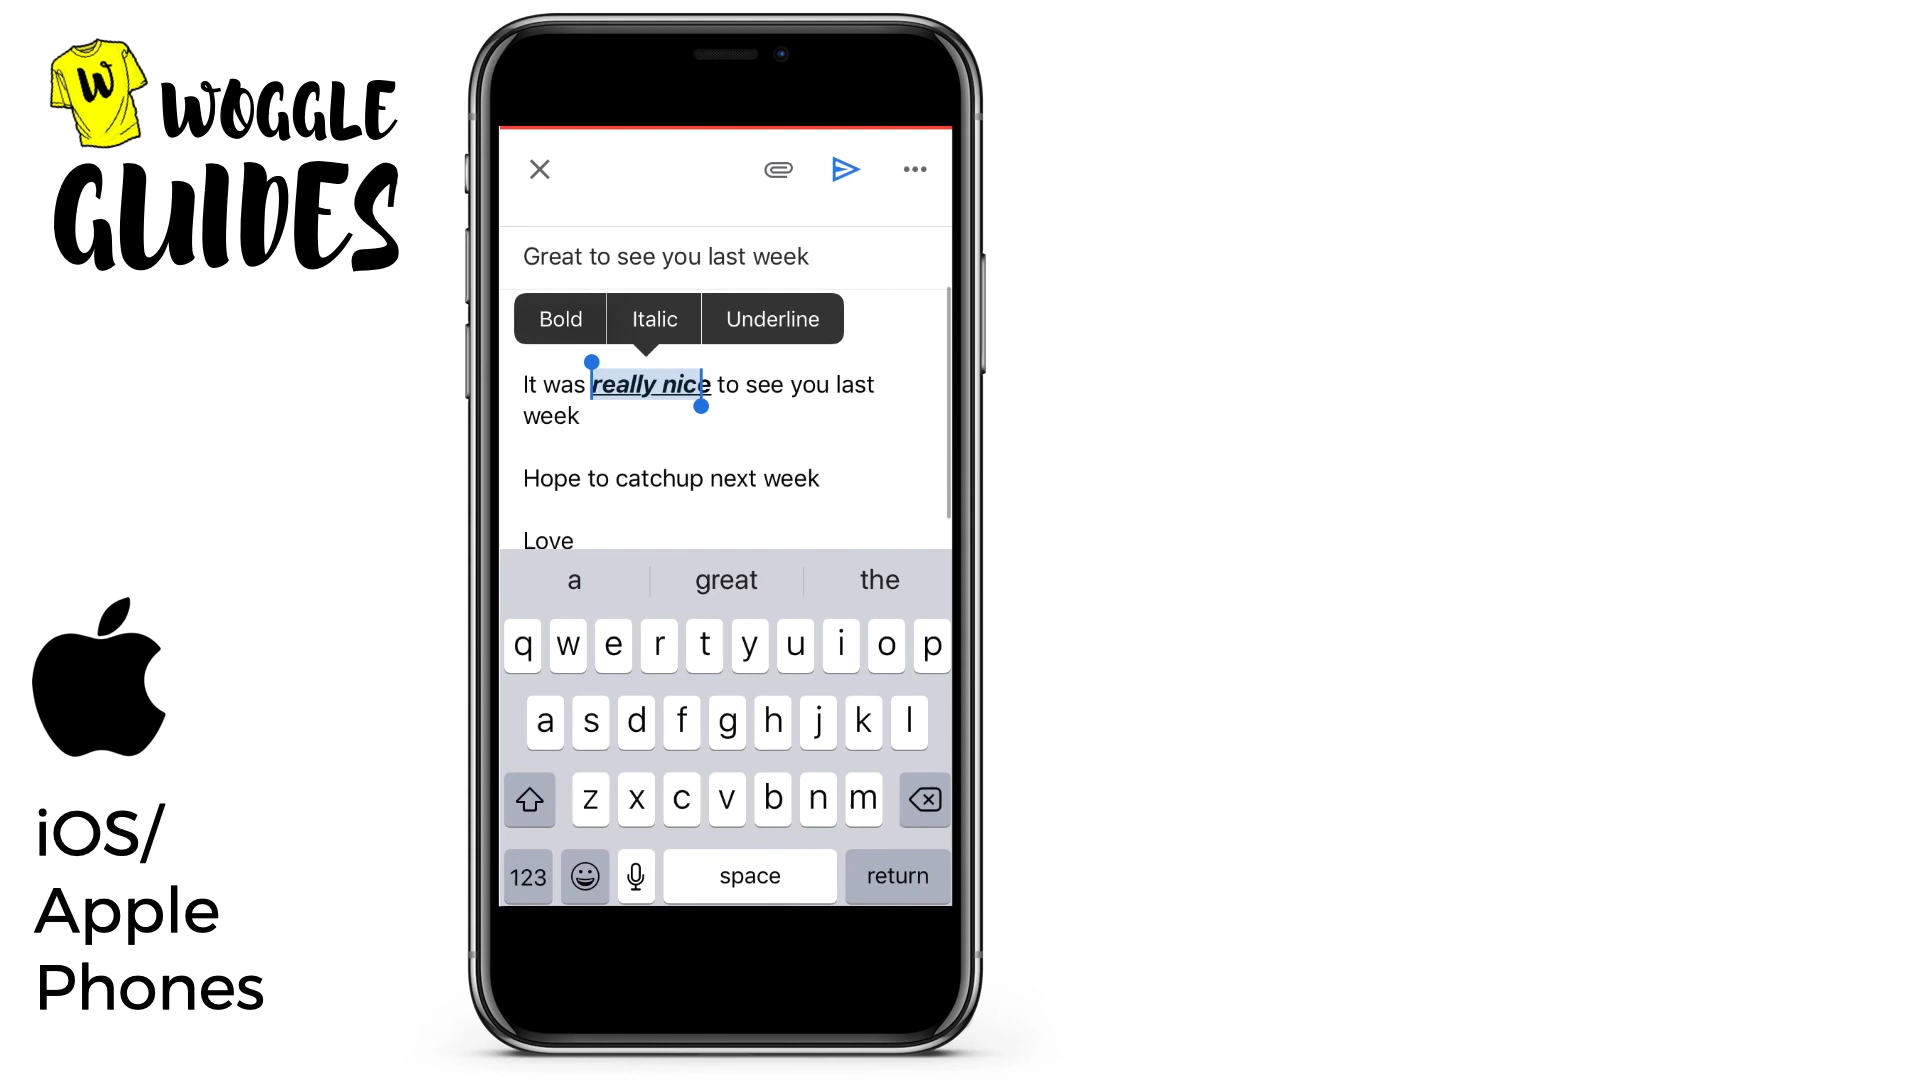 W
WOGGLE
GUIDES
Great to see you last week
Bold Italic Underline
It was really nice to see you last
week
Hope to catchup next week
Love
a great the
q w e r t y u i o p
a s d f g h j k l
z x c v b n m
123 space return
iOS/
Apple
Phones